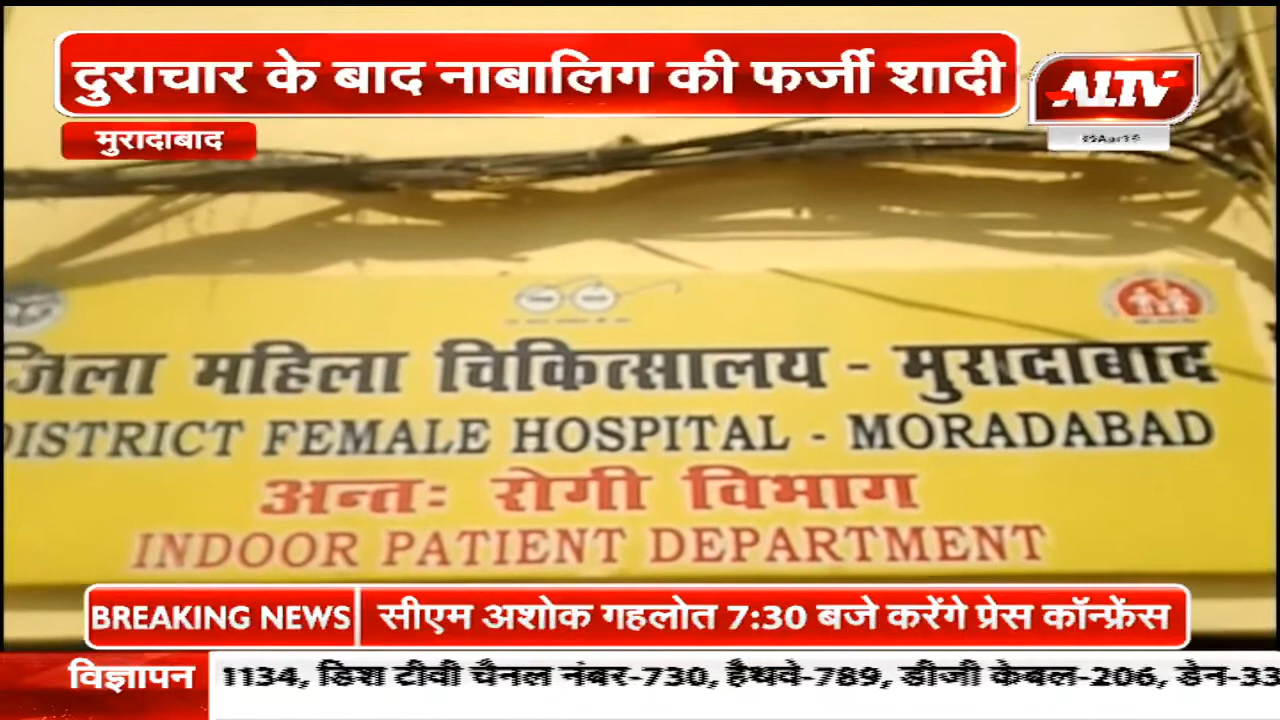 दुराचार के बाद नाबालिग की फर्जी शादी
ALTV
मुरादाबाद
जिला महिला चिकित्सालय - मुरादाबाद
DISTRICT FEMALE HOSPITAL - MORADABAD
अन्तः रोगी विभाग
INDOOR PATIENT DEPARTMENT
BREAKING NEWS सीएम अशोक गहलोत 7:30 बजे करेंगे प्रेस कॉन्फ्रेंस
विज्ञापन 1134, डिश टीवी चैनल नंबर-730, हैथवे-789, डीजी केबल-206, डेन-33